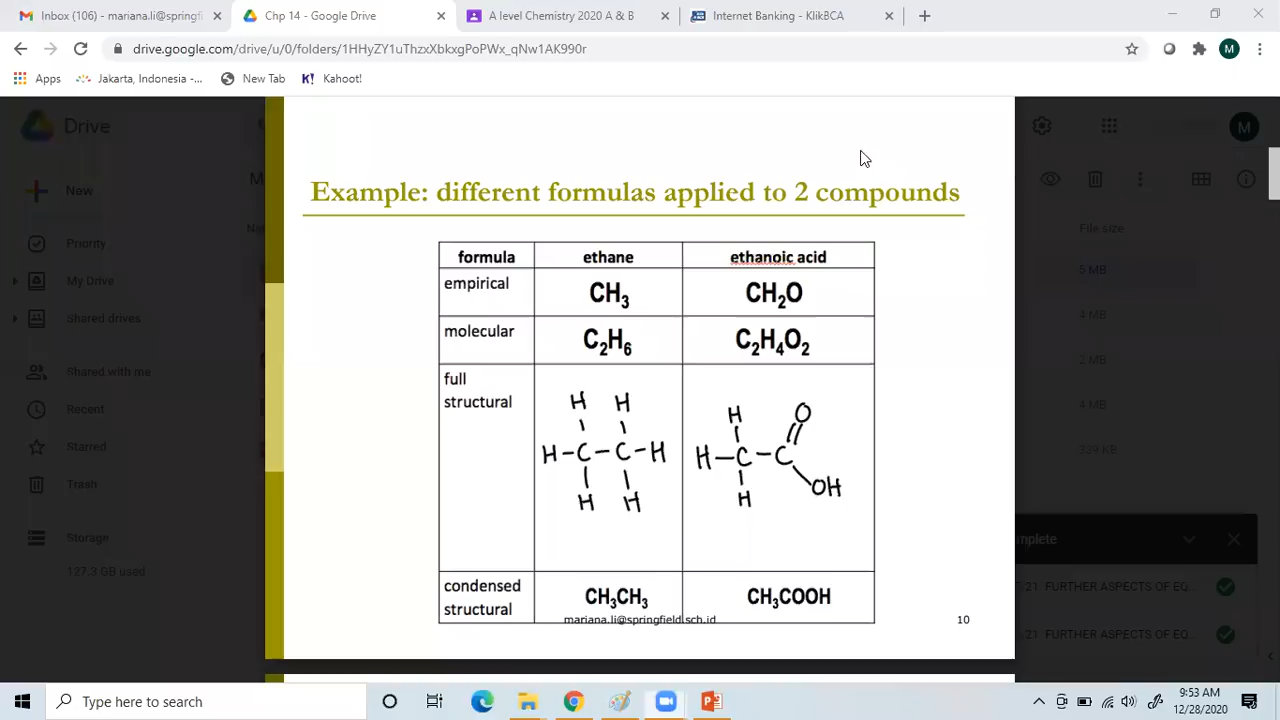 Inbox (106) - mariana.li@springf
Chp 14 - Google Drive
A level Chemistry 2020 A & B
Internet Banking - KlikBCA
drive.google.com/drive/u/0/folders/1HHyZY1uThzxXbkxgPoPWx_qNw1AK990r
M
Apps
Jakarta, Indonesia -...
New Tab
Kahoot!
Drive
M
New
Priority
My Drive
Shared drives
Shared with me
Recent
Starred
Trash
Storage
127.3 GB used
File size
5 MB
4 MB
2 MB
4 MB
339 KB
Example: different formulas applied to 2 compounds
formula ethane ethanoic acid
empirical CH₃ CH₂O
molecular C₂H₆ C₂H₄O₂
full
structural
H H
H-C-C-H
H H
H O
H-C-C
H OH
condensed
structural
CH₃CH₃ CH₃COOH
mariana.li@springfield.sch.id
10
mplete
21 FURTHER ASPECTS OF EQ...
21 FURTHER ASPECTS OF EQ...
Type here to search
9:53 AM
12/28/2020